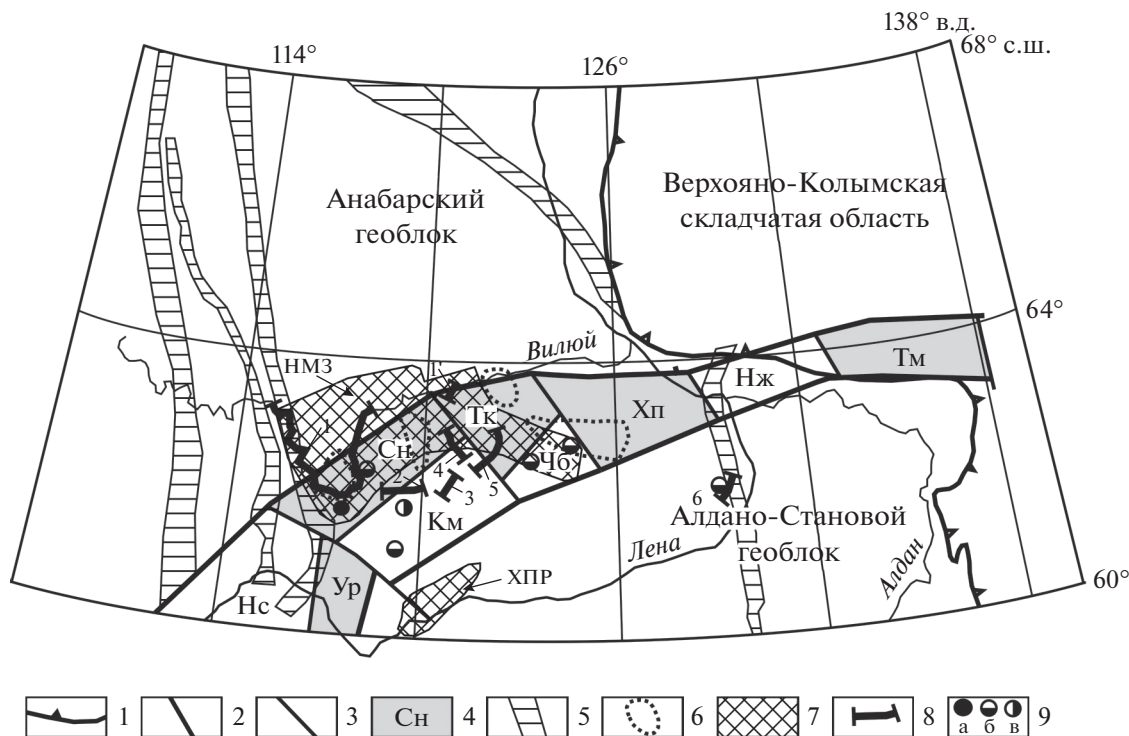 138° в.д.
114°
126°
68° с.ш.
Анабарский
геоблок
Верхояно-Колымская
складчатая область
64°
Вилюй
НМЗ
1
Тм
Нж
Хп
Тк
1
Сн
Чб
4
5
2
3
6
Км
Алдано-Становой
геоблок
Лена
Алдан
ХПР
60°
Ур
Нс
1
2
3
Сн 4
5
6
7
8
а б в 9